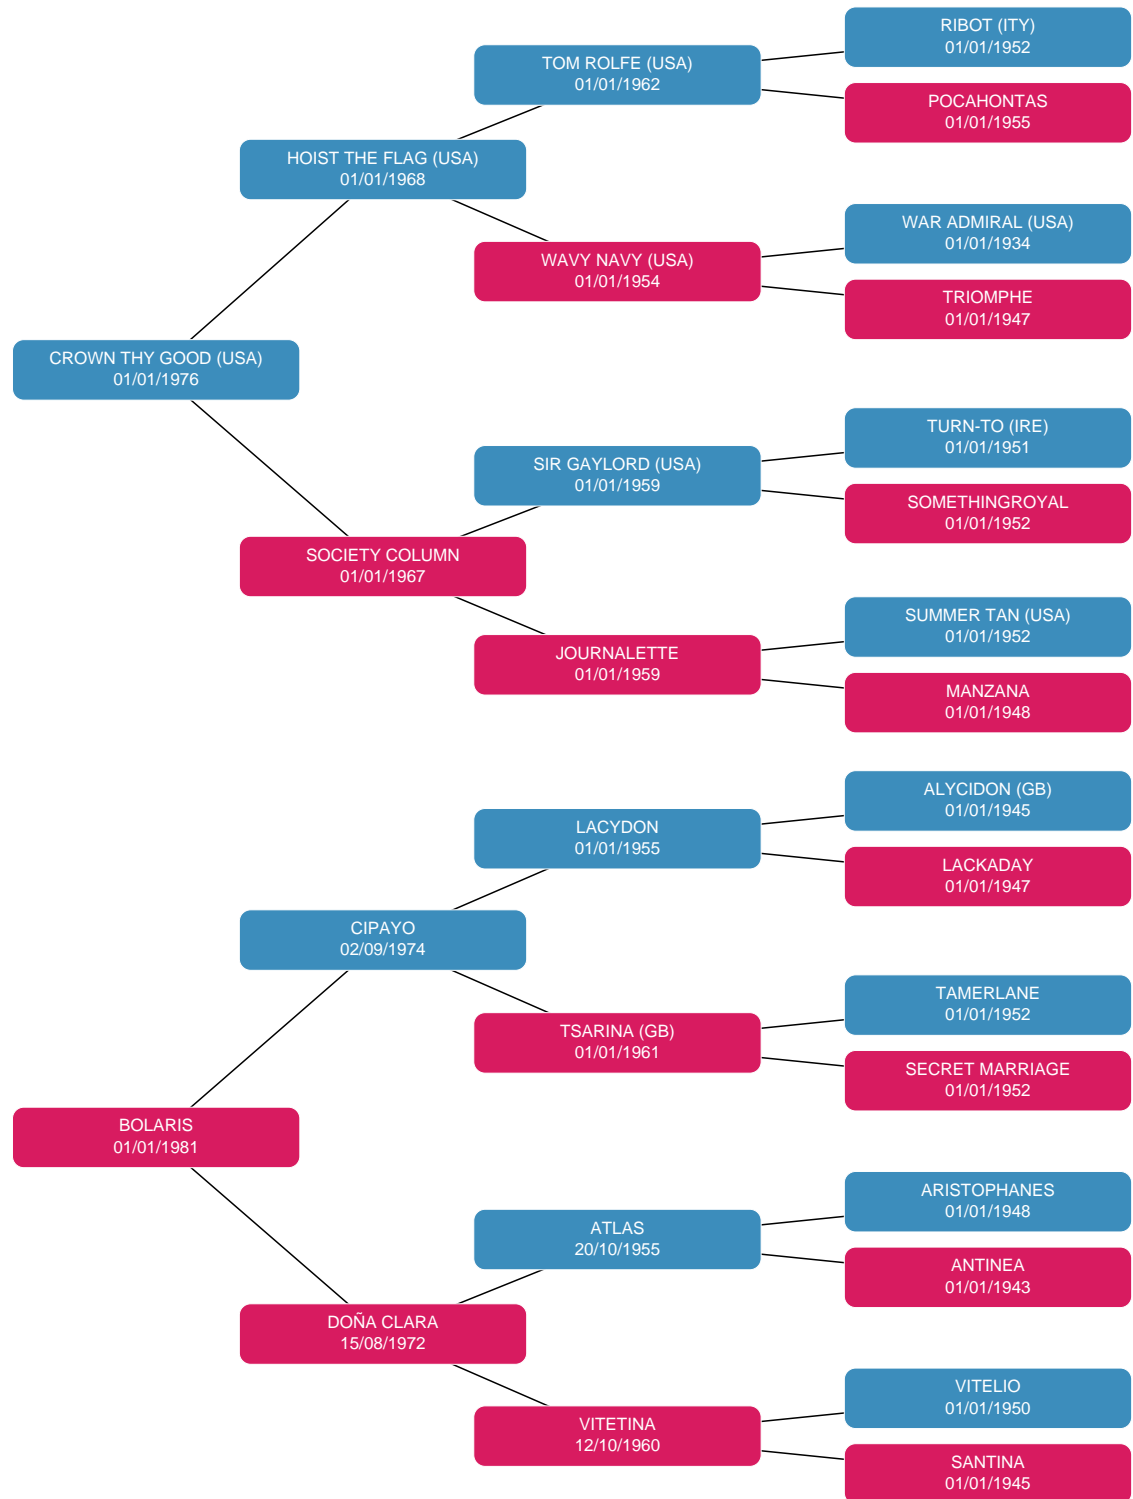 RIBOT (ITY)
01/01/1952
TOM ROLFE (USA)
01/01/1962
POCAHONTAS
01/01/1955
HOIST THE FLAG (USA)
01/01/1968
WAR ADMIRAL (USA)
01/01/1934
WAVY NAVY (USA)
01/01/1954
TRIOMPHE
01/01/1947
CROWN THY GOOD (USA)
01/01/1976
TURN-TO (IRE)
01/01/1951
SIR GAYLORD (USA)
01/01/1959
SOMETHINGROYAL
01/01/1952
SOCIETY COLUMN
01/01/1967
SUMMER TAN (USA)
01/01/1952
JOURNALETTE
01/01/1959
MANZANA
01/01/1948
ALYCIDON (GB)
01/01/1945
LACYDON
01/01/1955
LACKADAY
01/01/1947
CIPAYO
02/09/1974
TAMERLANE
01/01/1952
TSARINA (GB)
01/01/1961
SECRET MARRIAGE
01/01/1952
BOLARIS
01/01/1981
ARISTOPHANES
01/01/1948
ATLAS
20/10/1955
ANTINEA
01/01/1943
DOÑA CLARA
15/08/1972
VITELIO
01/01/1950
VITETINA
12/10/1960
SANTINA
01/01/1945